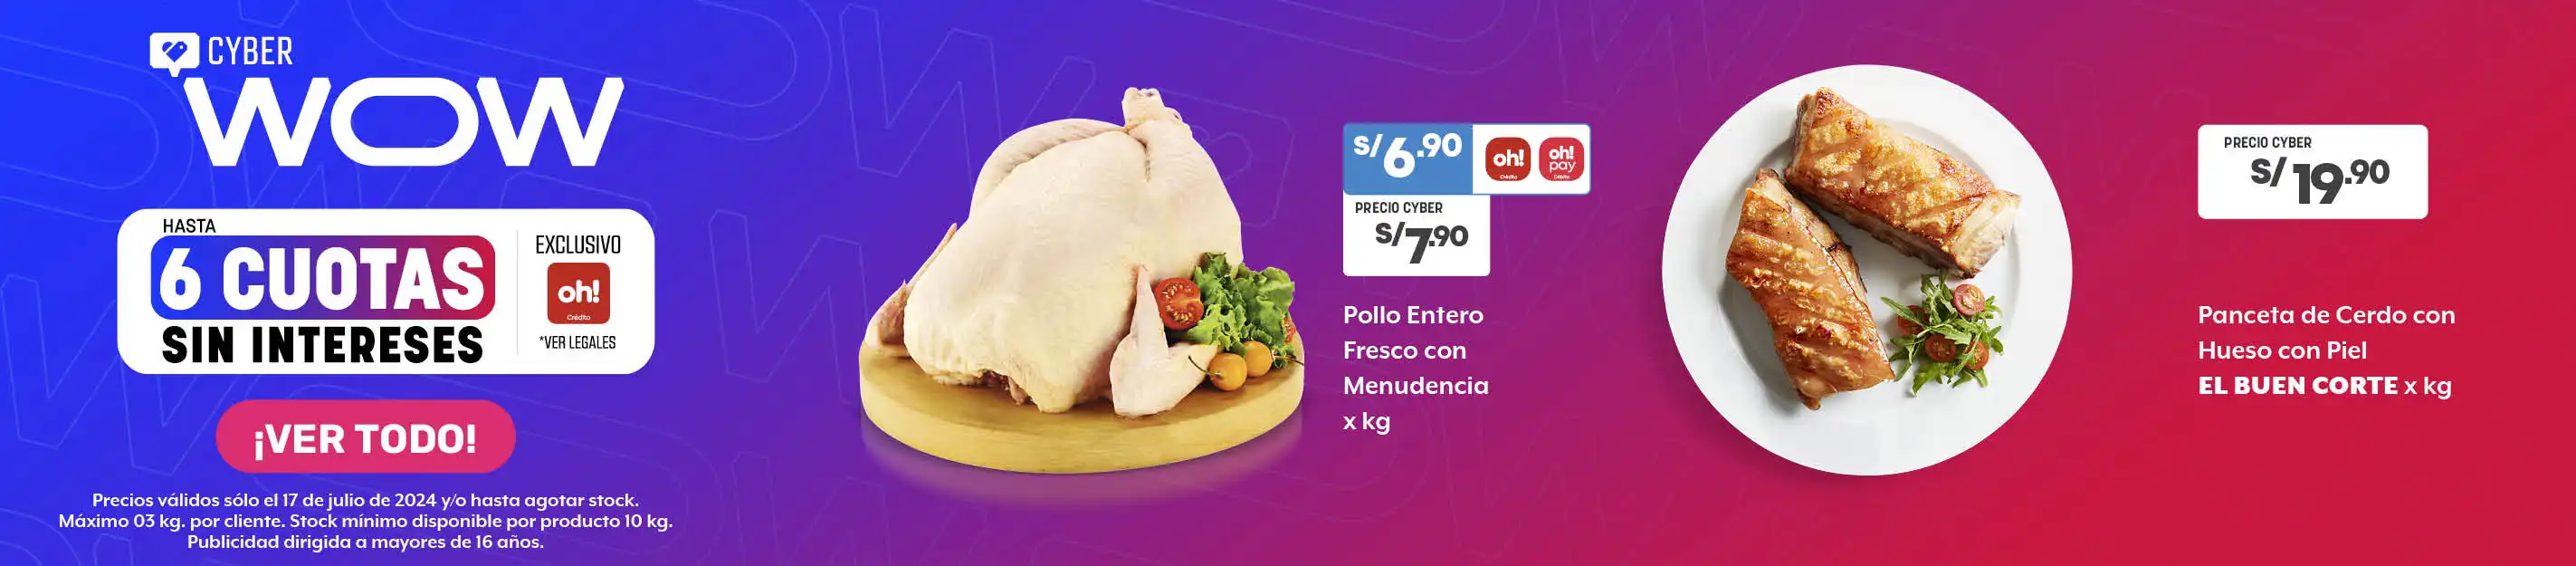 CYBER
WOW
HASTA
6 CUOTAS
SIN INTERESES
EXCLUSIVO
oh!
Crédito
*VER LEGALES
¡VER TODO!
Precios válidos sólo el 17 de julio de 2024 y/o hasta agotar stock.
Máximo 03 kg. por cliente. Stock mínimo disponible por producto 10 kg.
Publicidad dirigida a mayores de 16 años.
S/6.90
oh!
Crédito
oh!
pay
Débito
PRECIO CYBER
S/7.90
Pollo Entero
Fresco con
Menudencia
x kg
PRECIO CYBER
S/19.90
Panceta de Cerdo con
Hueso con Piel
EL BUEN CORTE x kg